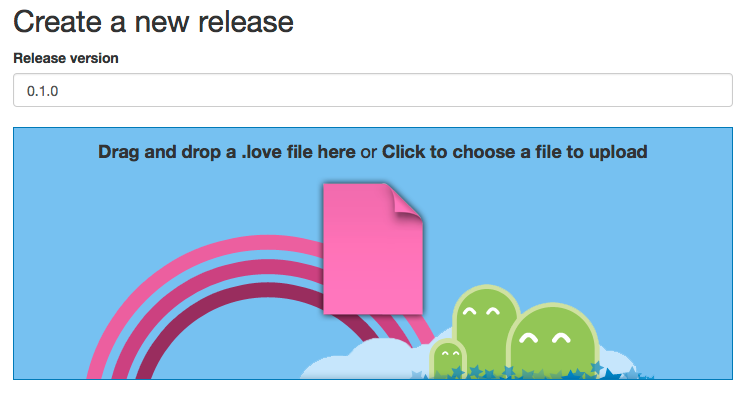 Create a new release
Release version
0.1.0
Drag and drop a .love file here or Click to choose a file to upload